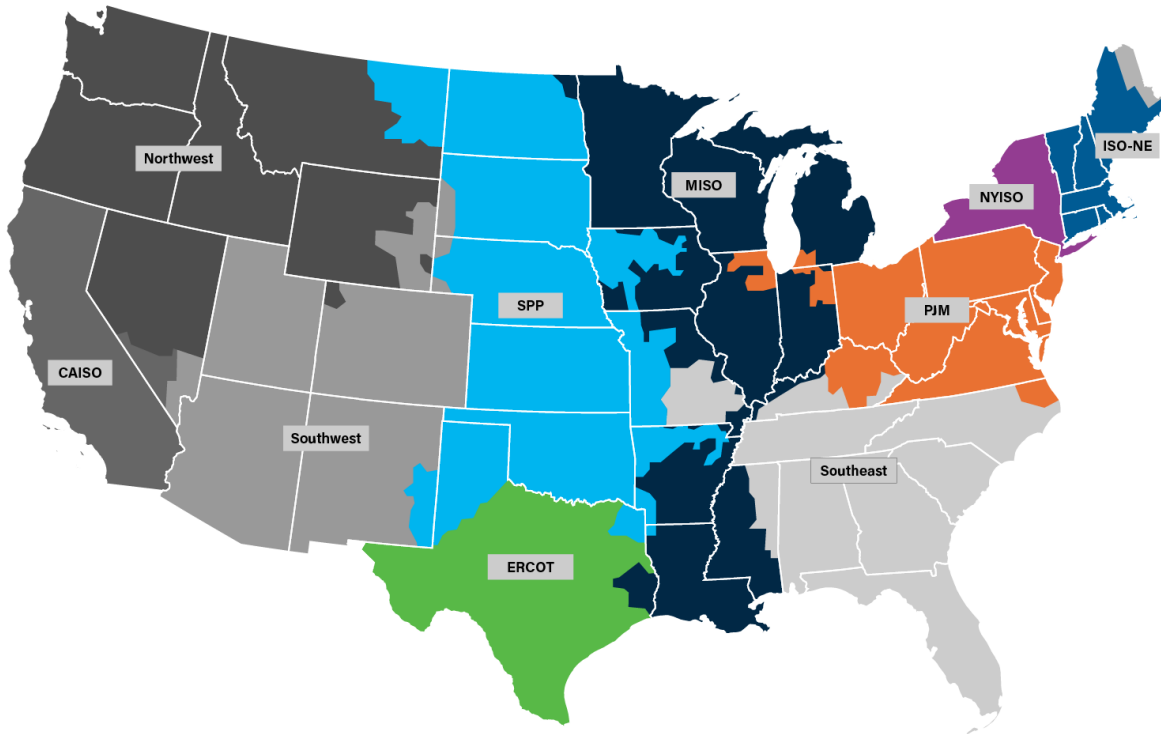 ISO-NE
Northwest
MISO
NYISO
SPP
PJM
CAISO
Southwest
Southeast
ERCOT